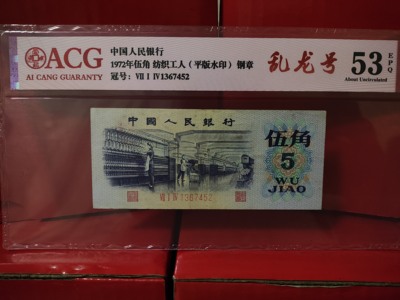 ACG
AI CANG GUARANTY
中国人民银行
1972年伍角 纺织工人（平版水印）钢章
冠号：VII I IV1367452
乱龙号
53
EPQ
About Uncirculated
中国人民银行
伍角
5
WU
JIAO
VII I IV 1367452